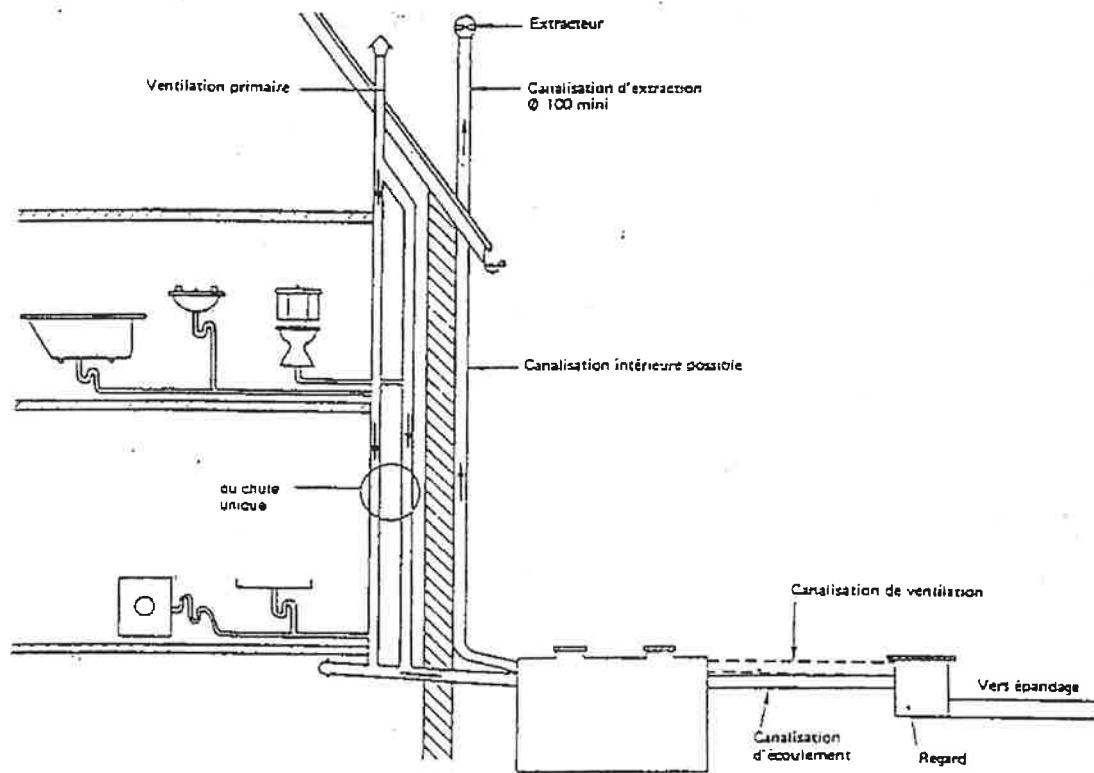 Extracteur
Ventilation primaire
Canalisation d'extraction
Ø 100 mini
Canalisation intérieure possible
ou chute
unique
Canalisation de ventilation
Vers épandage
Canalisation
d'écoulement
Regard